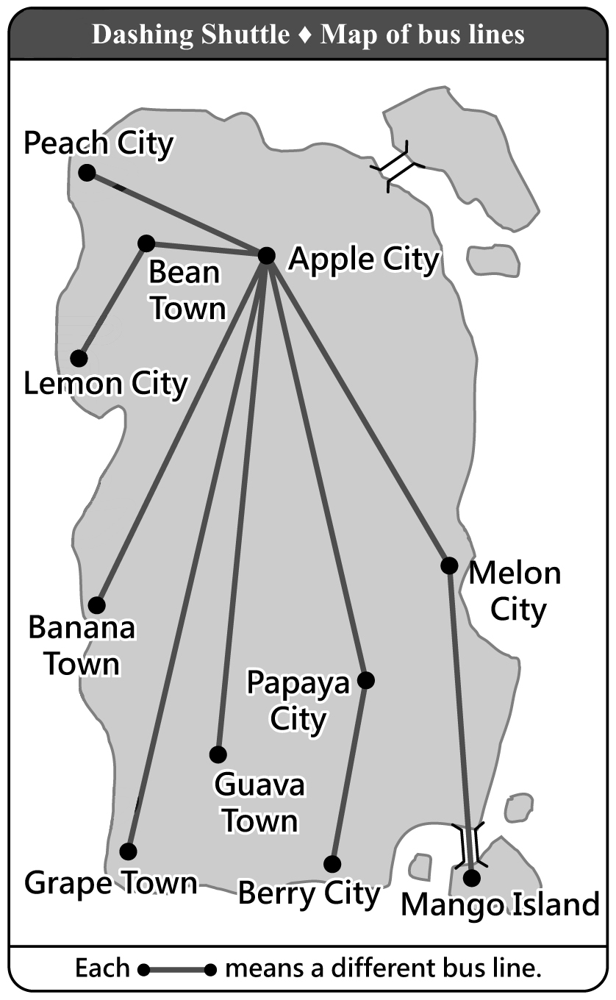 Dashing Shuttle ♦ Map of bus lines
Peach City
Apple City
Bean
Town
Lemon City
Melon
City
Banana
Town
Papaya
City
Guava
Town
Grape Town
Berry City
Mango Island
Each means a different bus line.